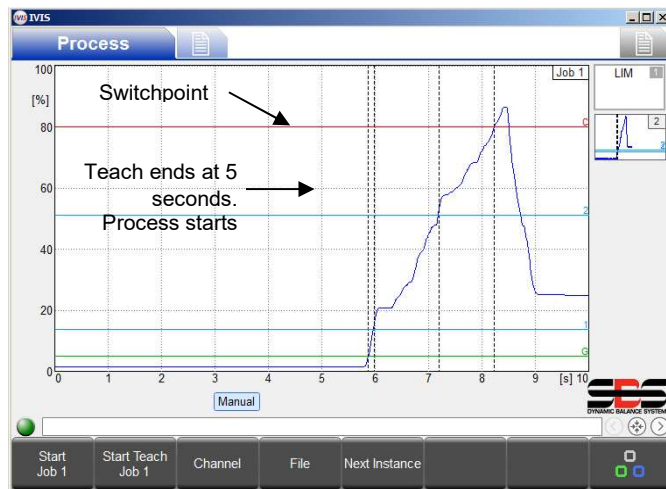 IVIS
Process
100
[%]
80
60
40
20
0
Job 1
Switchpoint
Teach ends at 5
seconds.
Process starts
C
2
1
G
0 1 2 3 4 5 6 7 8 9 [s] 10
LIM 1
2
Manual
SBS
DYNAMIC BALANCE SYSTEMS
Start
Job 1
Start Teach
Job 1
Channel
File
Next Instance